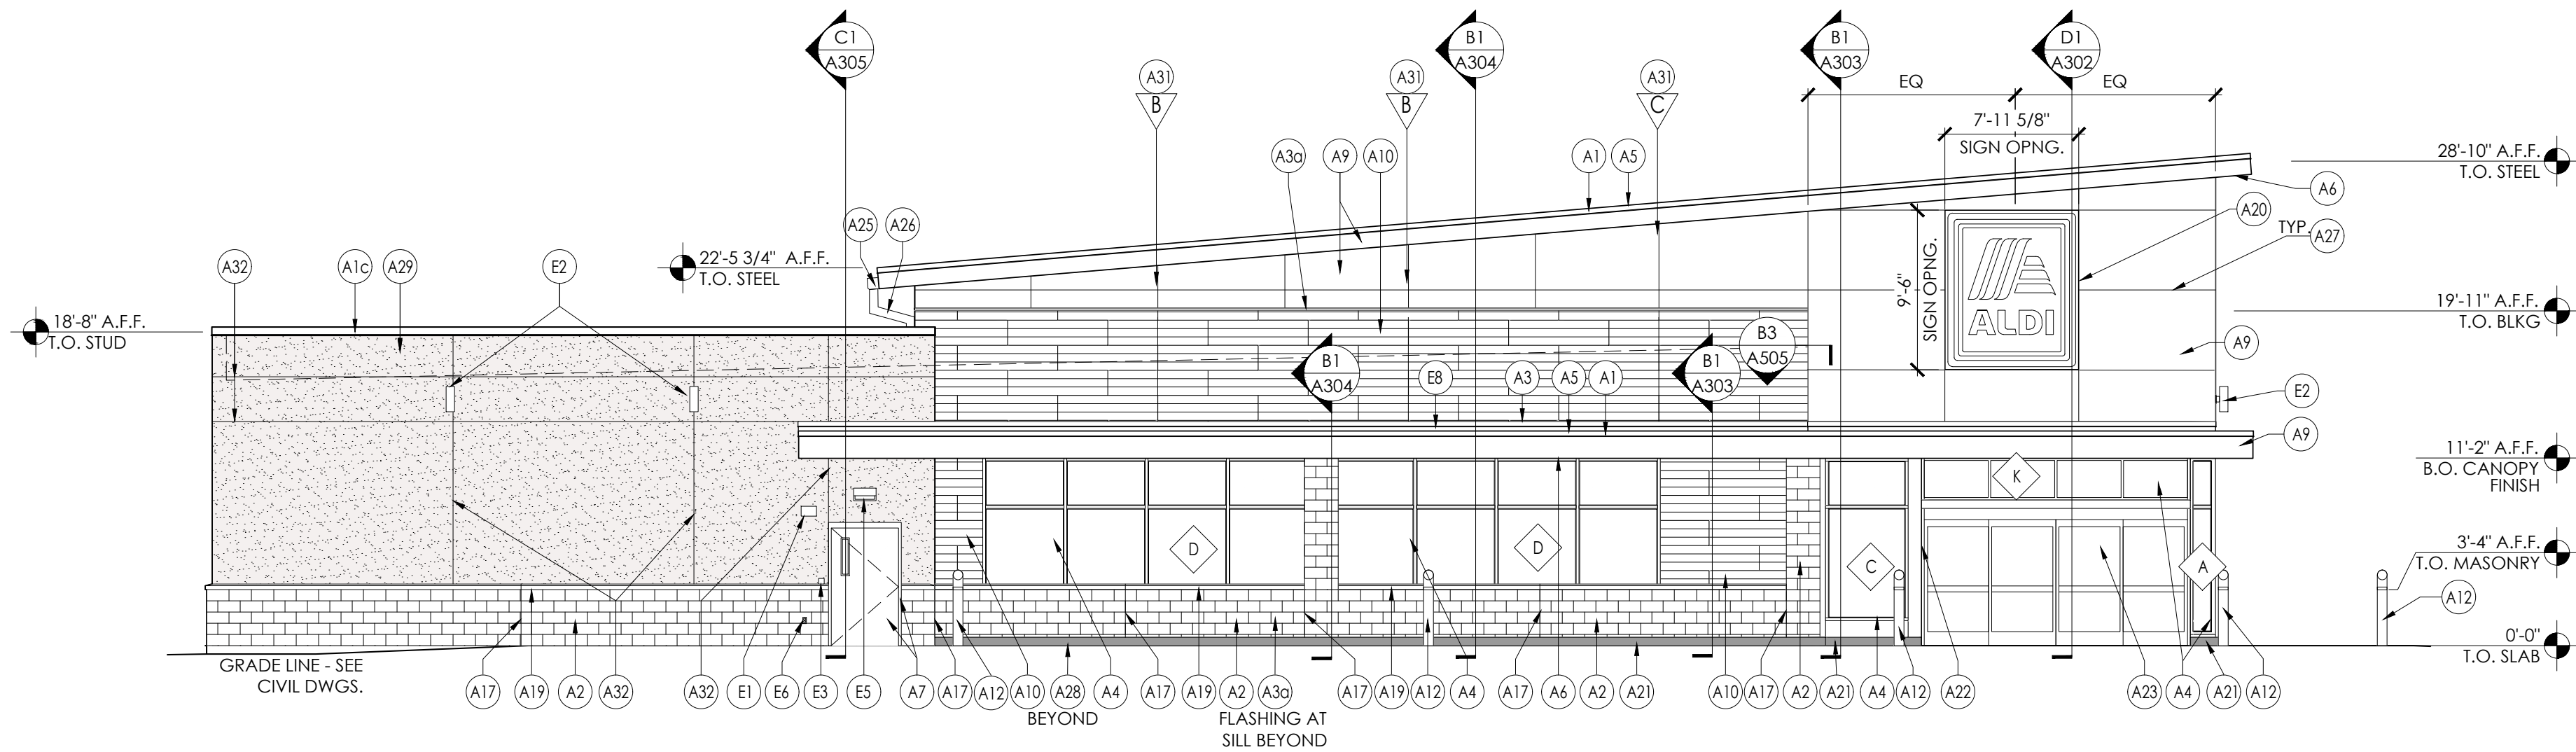 C1
A305
B1
A304
B1
A303
D1
A302
A31
B
A31
B
A31
C
EQ
EQ
7'-11 5/8"
SIGN OPNG.
A3a
A9
A10
A1
A5
28'-10" A.F.F.
T.O. STEEL
A6
A20
TYP.
A27
A25
A26
A32
A1c
A29
E2
22'-5 3/4" A.F.F.
T.O. STEEL
9'-6"
SIGN OPNG.
ALDI
19'-11" A.F.F.
T.O. BLKG
18'-8" A.F.F.
T.O. STUD
B3
A505
A9
B1
A304
E8
A3
A5
A1
B1
A303
E2
A9
11'-2" A.F.F.
B.O. CANOPY
FINISH
K
D
D
C
A
3'-4" A.F.F.
T.O. MASONRY
A12
0'-0"
T.O. SLAB
GRADE LINE - SEE
CIVIL DWGS.
A17
A19
A2
A32
A32
E1
E6
E3
E5
A7
A17
A12
A10
A28
A4
A17
A19
A2
A3a
A17
A19
A12
A4
A17
A6
A2
A21
A10
A17
A2
A21
A4
A12
A22
A23
A4
A21
A12
BEYOND
FLASHING AT
SILL BEYOND